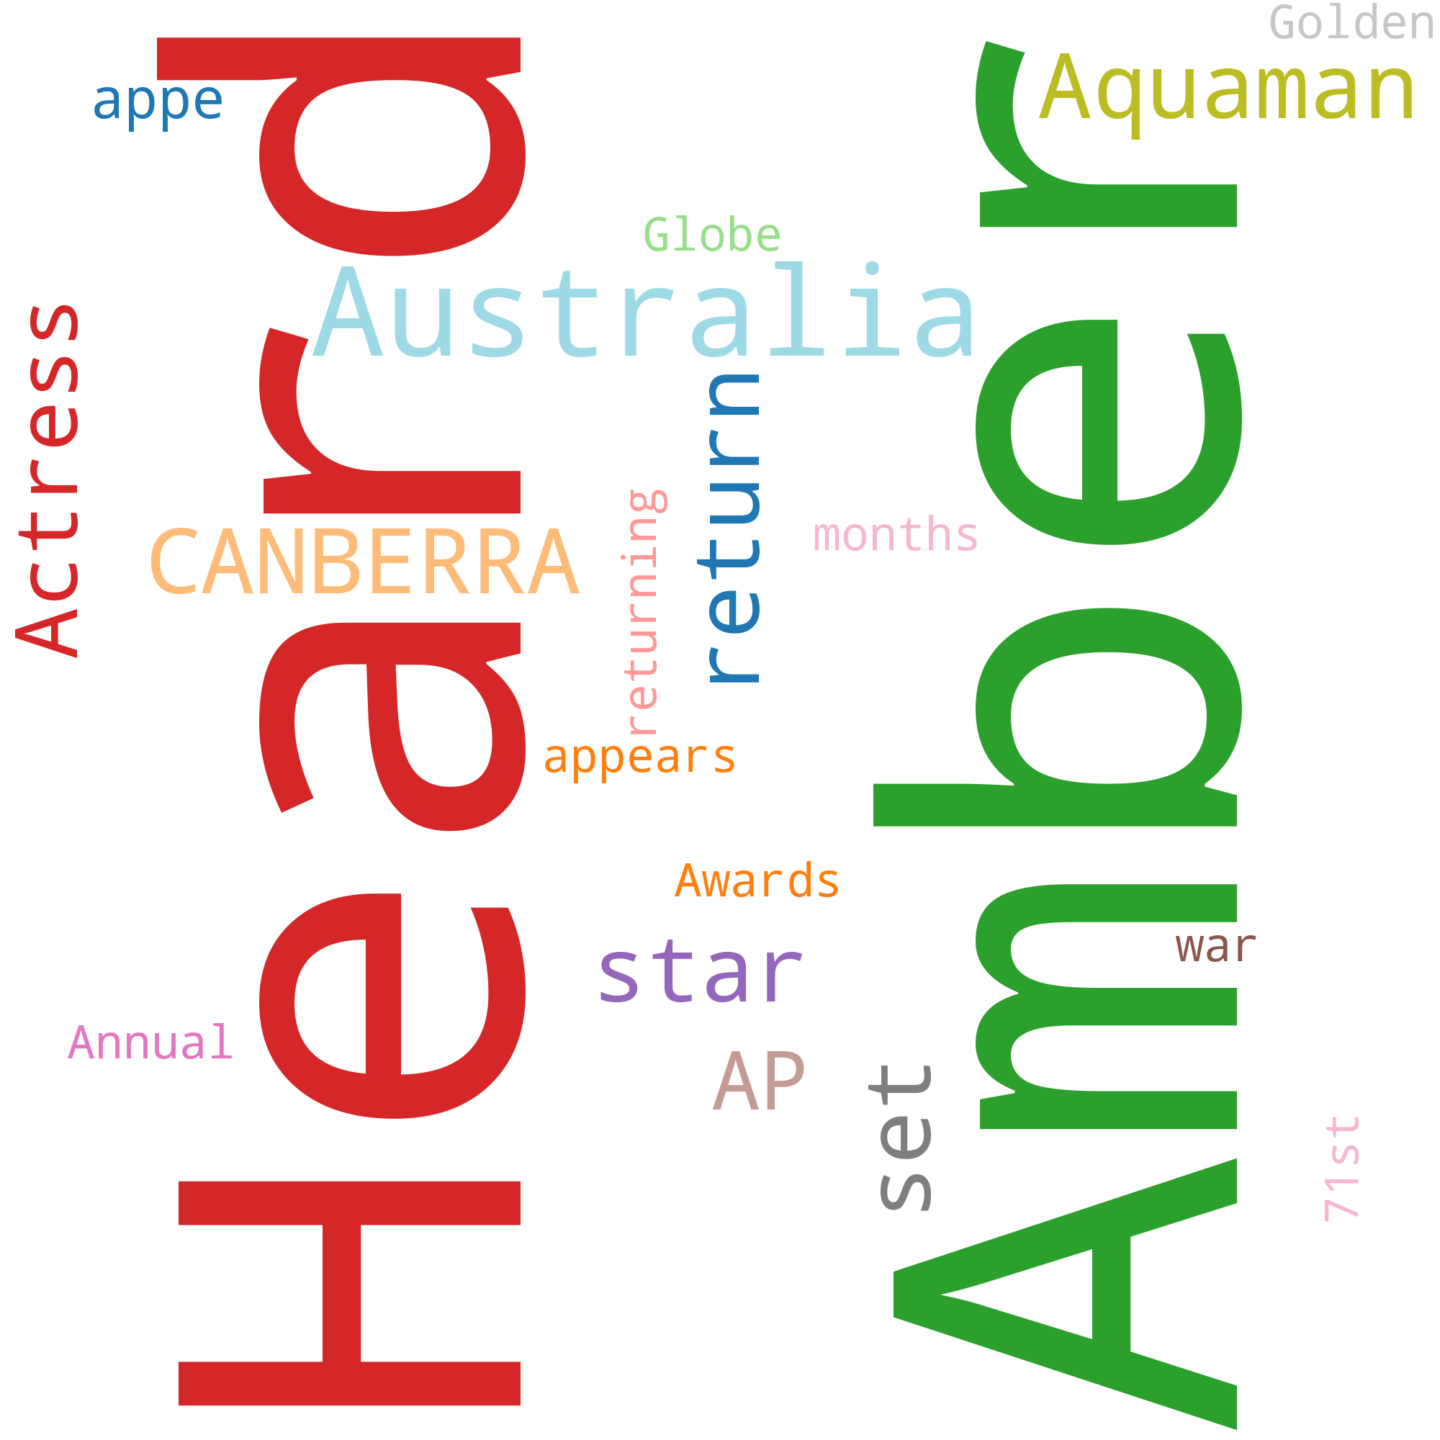 Golden
Aquaman
appe
Heard
Amber
Globe
Australia
Actress
return
returning
months
CANBERRA
appears
Awards
star
war
Annual
AP
set
71st